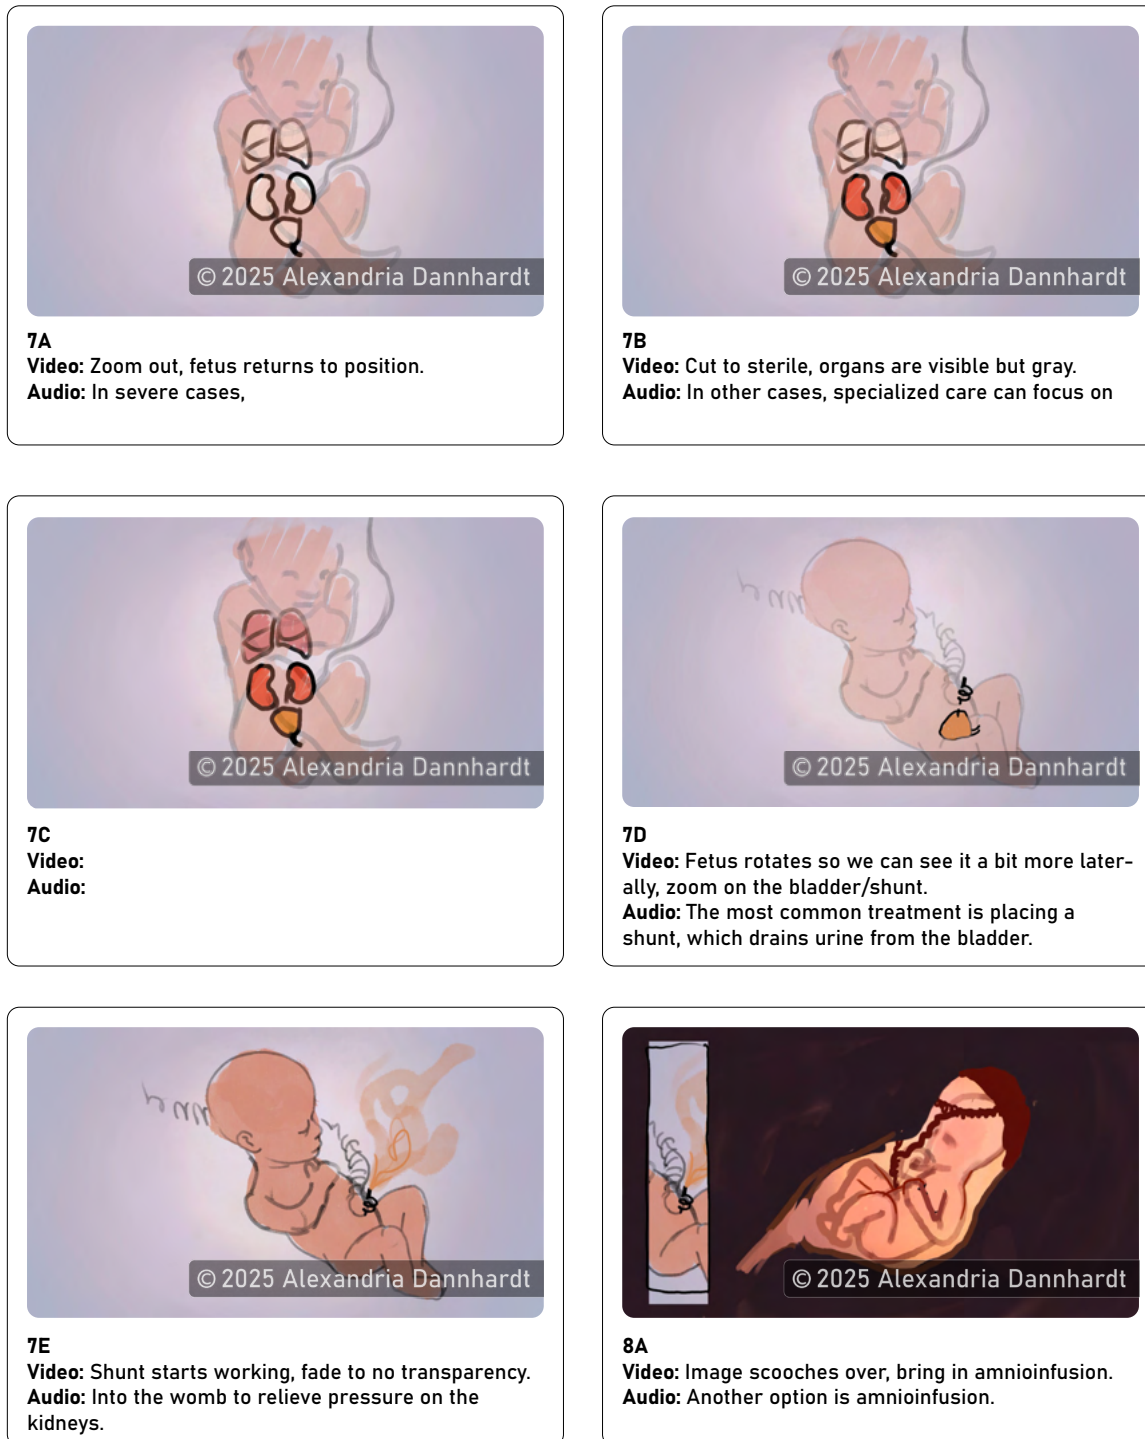 © 2025 Alexandria Dannhardt
7A
Video: Zoom out, fetus returns to position.
Audio: In severe cases,
© 2025 Alexandria Dannhardt
7B
Video: Cut to sterile, organs are visible but gray.
Audio: In other cases, specialized care can focus on
© 2025 Alexandria Dannhardt
7C
Video:
Audio:
© 2025 Alexandria Dannhardt
7D
Video: Fetus rotates so we can see it a bit more later-
ally, zoom on the bladder/shunt.
Audio: The most common treatment is placing a
shunt, which drains urine from the bladder.
© 2025 Alexandria Dannhardt
7E
Video: Shunt starts working, fade to no transparency.
Audio: Into the womb to relieve pressure on the
kidneys.
© 2025 Alexandria Dannhardt
8A
Video: Image scooches over, bring in amnioinfusion.
Audio: Another option is amnioinfusion.